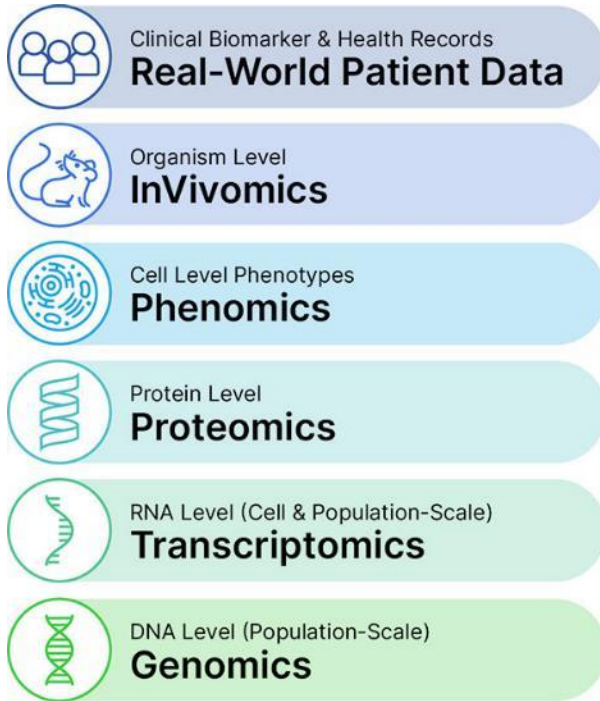 Clinical Biomarker & Health Records
Real-World Patient Data
Organism Level
InVivomics
Cell Level Phenotypes
Phenomics
Protein Level
Proteomics
RNA Level (Cell & Population-Scale)
Transcriptomics
DNA Level (Population-Scale)
Genomics